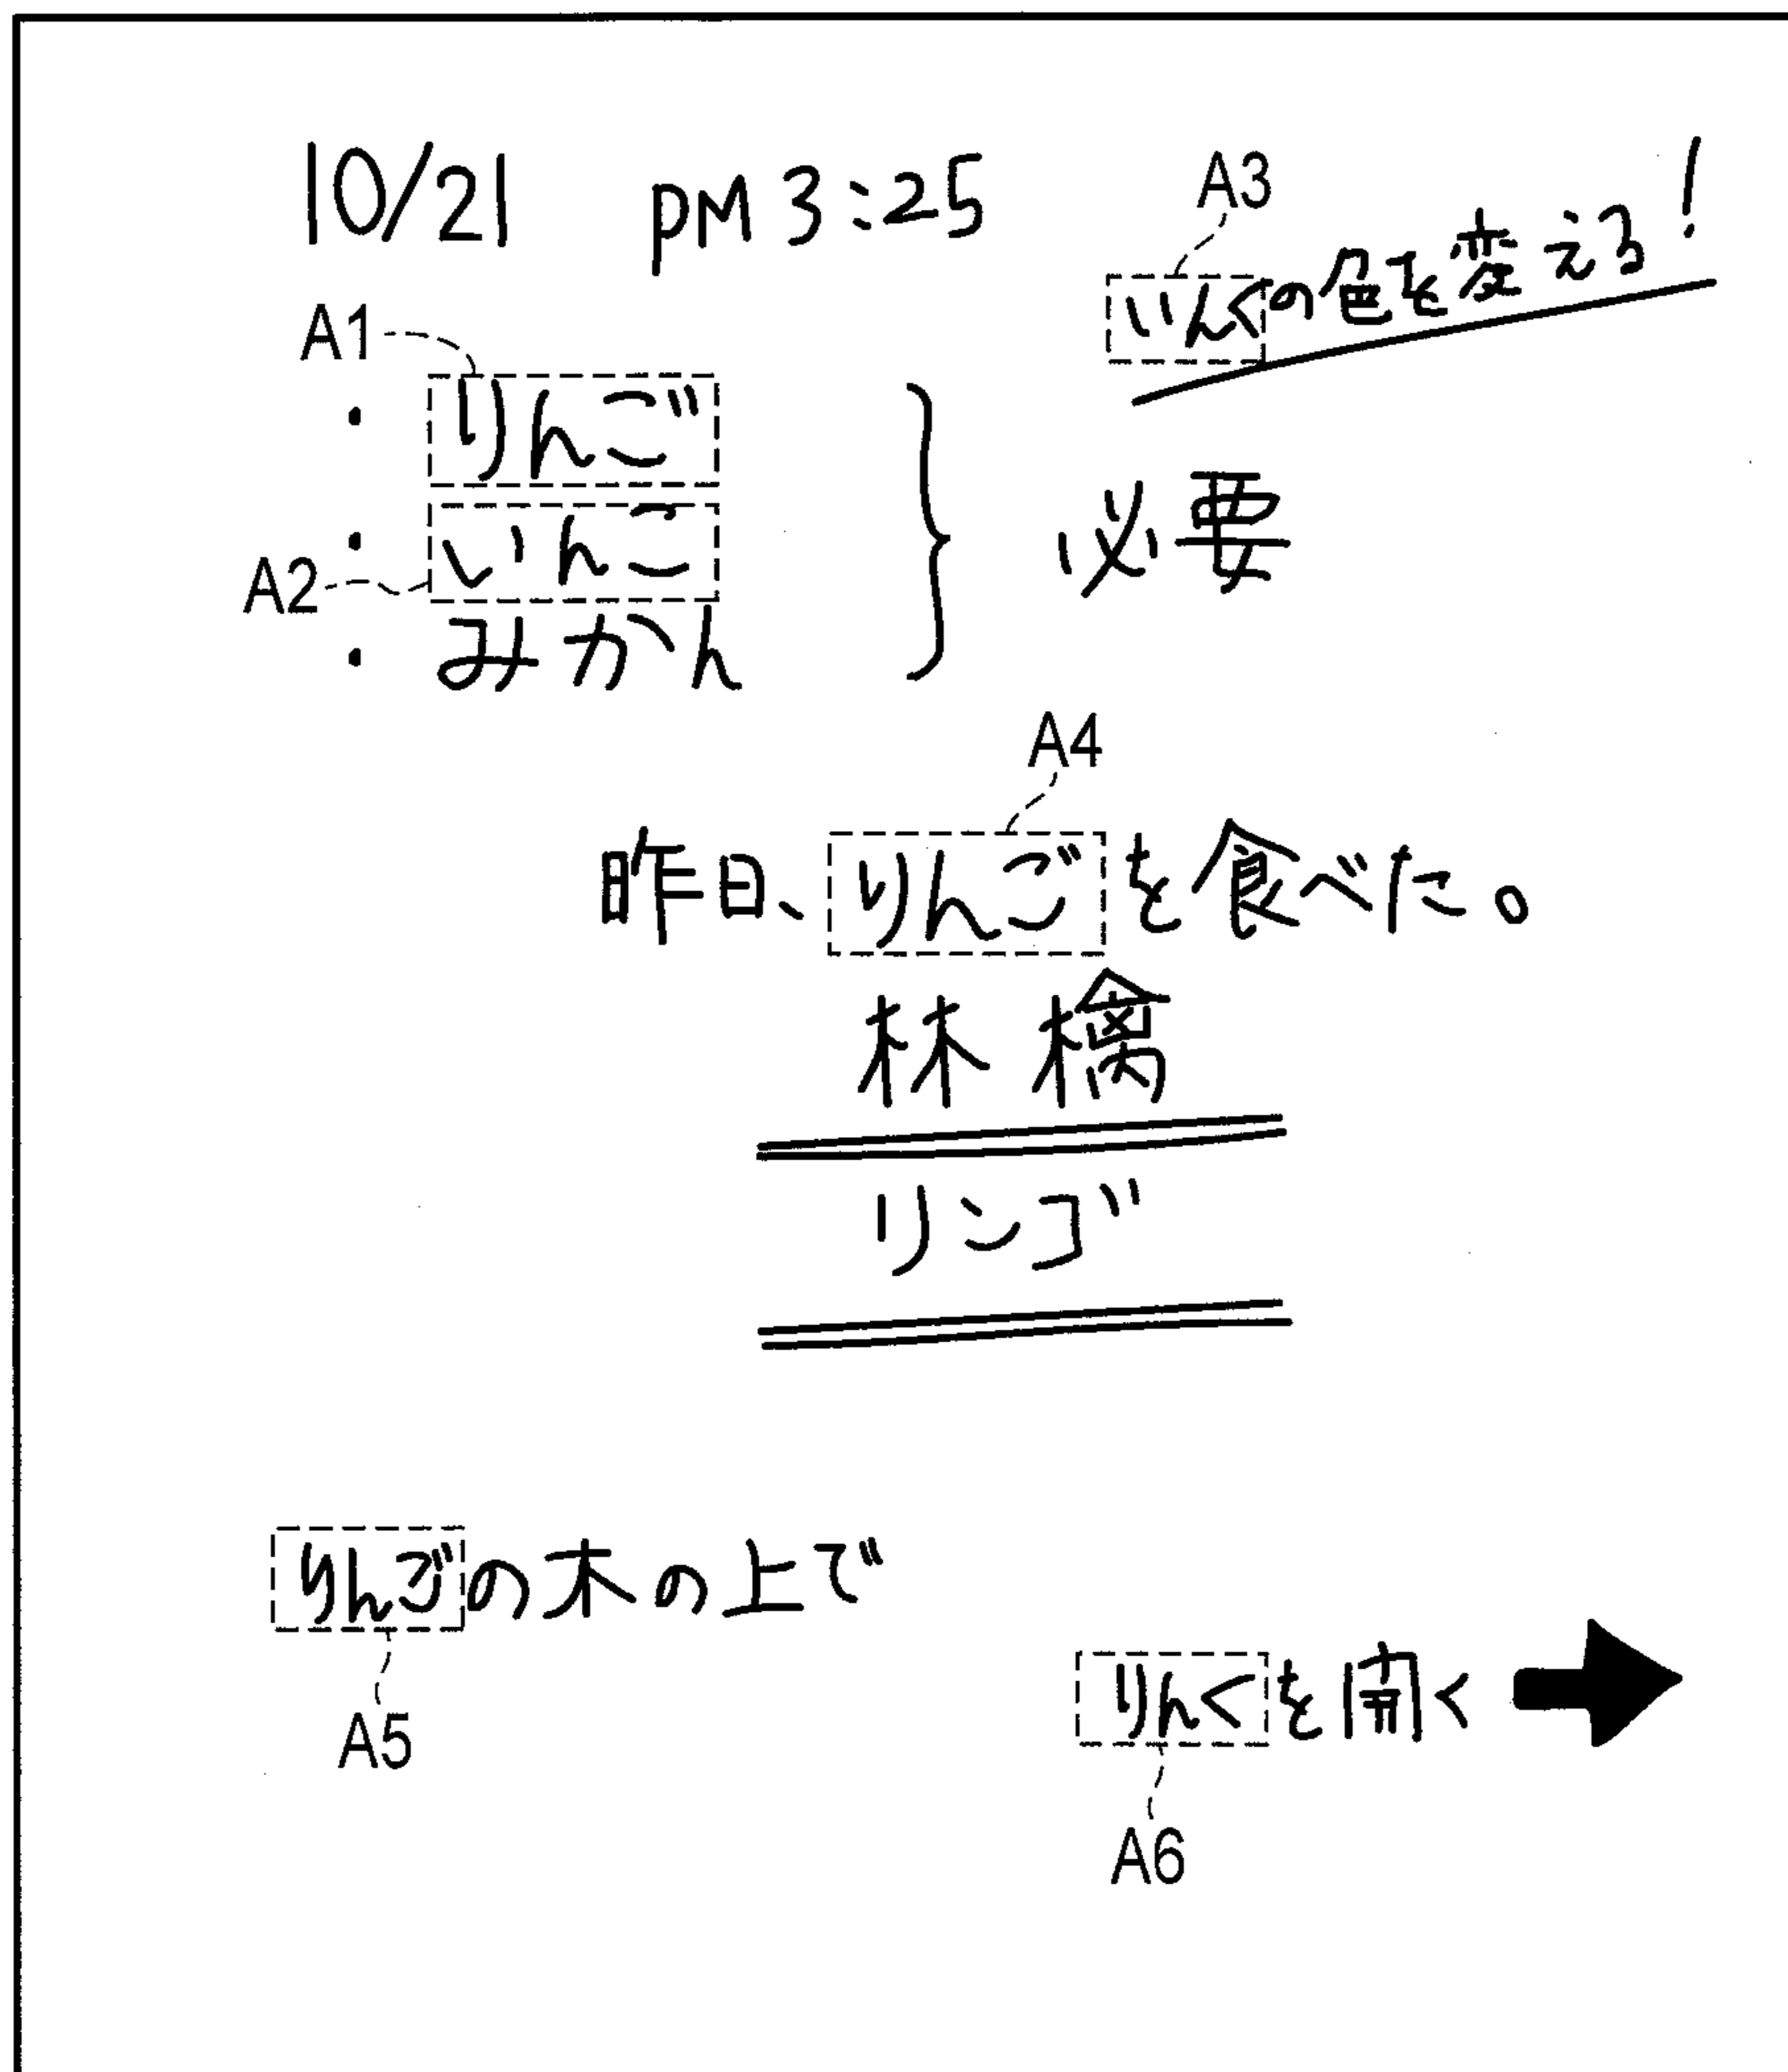 10/21 PM 3:25
A3
いんくの色を変える!
A1
・りんご
・いんこ
A2
・みかん
必要
A4
昨日、りんごを食べた。
林檎
リンゴ
りんごの木の上で
A5
りんくを開く
A6